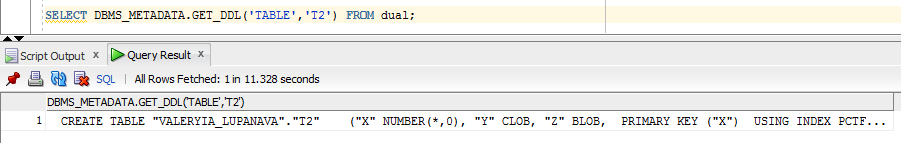 SELECT DBMS_METADATA.GET_DDL('TABLE','T2') FROM dual;
Script Output x Query Result x
SQL | All Rows Fetched: 1 in 11.328 seconds
DBMS_METADATA.GET_DDL('TABLE','T2')
1 CREATE TABLE "VALERYIA_LUPANAVA"."T2" ("X" NUMBER(*,0), "Y" CLOB, "Z" BLOB, PRIMARY KEY ("X") USING INDEX PCTF...